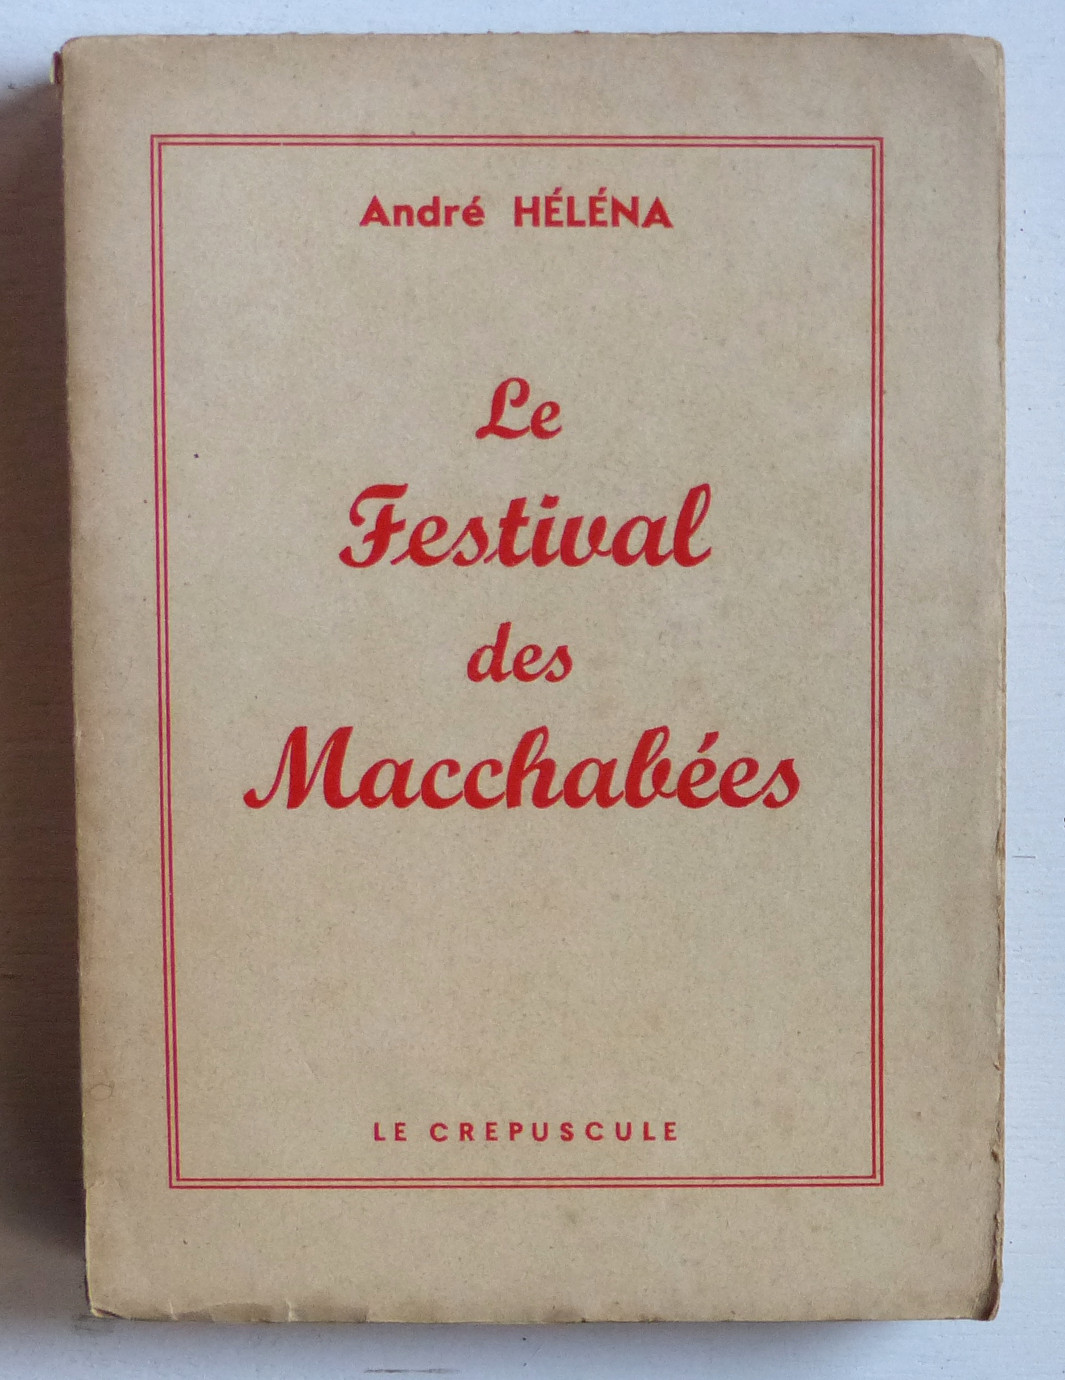 André HÉLÉNA
Le
Festival
des
Macchabées
LE CREPUSCULE